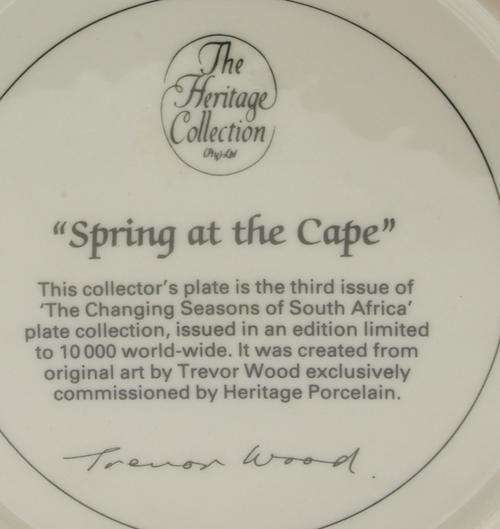 The
Heritage
Collection
(Pty) Ltd
“Spring at the Cape”
This collector's plate is the third issue of
‘The Changing Seasons of South Africa’
plate collection, issued in an edition limited
to 10 000 world-wide. It was created from
original art by Trevor Wood exclusively
commissioned by Heritage Porcelain.
Trevor Wood.